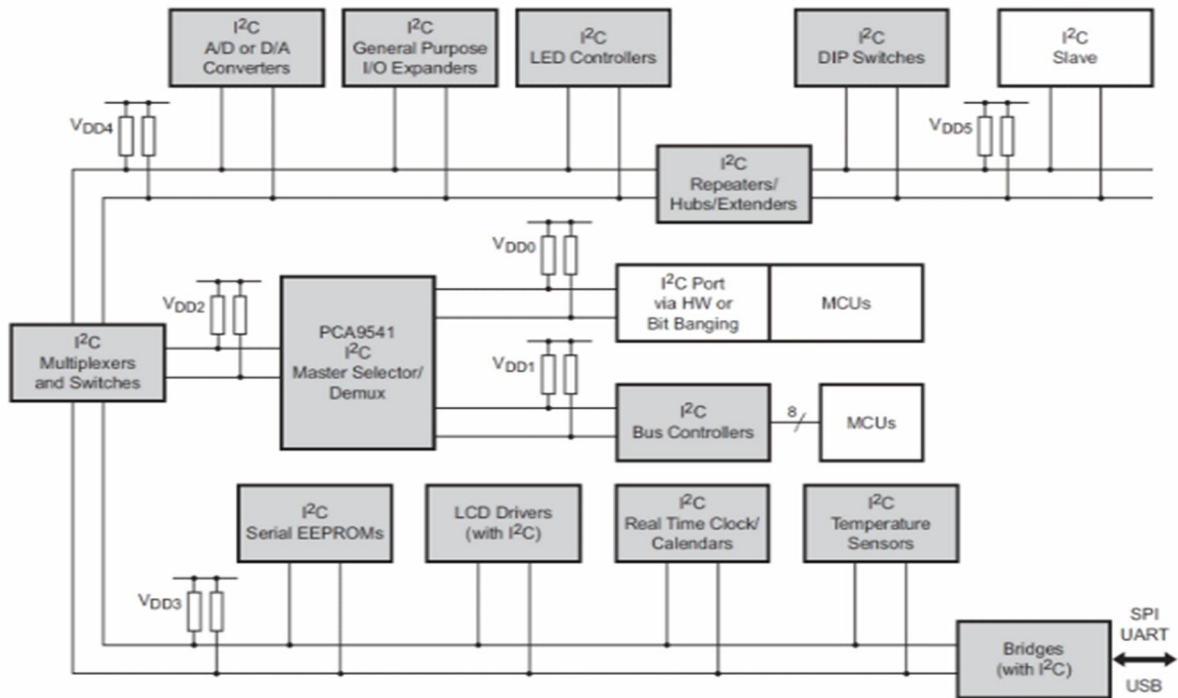 I²C
A/D or D/A
Converters
I²C
General Purpose
I/O Expanders
I²C
LED Controllers
I²C
DIP Switches
I²C
Slave
VDD4
VDD5
I²C
Repeaters/
Hubs/Extenders
VDD0
I²C Port
via HW or
Bit Banging
MCUs
VDD2
PCA9541
I²C
Master Selector/
Demux
I²C
Multiplexers
and Switches
VDD1
I²C
Bus Controllers
8
MCUs
I²C
Serial EEPROMs
LCD Drivers
(with I²C)
I²C
Real Time Clock/
Calendars
I²C
Temperature
Sensors
VDD3
Bridges
(with I²C)
SPI
UART
USB